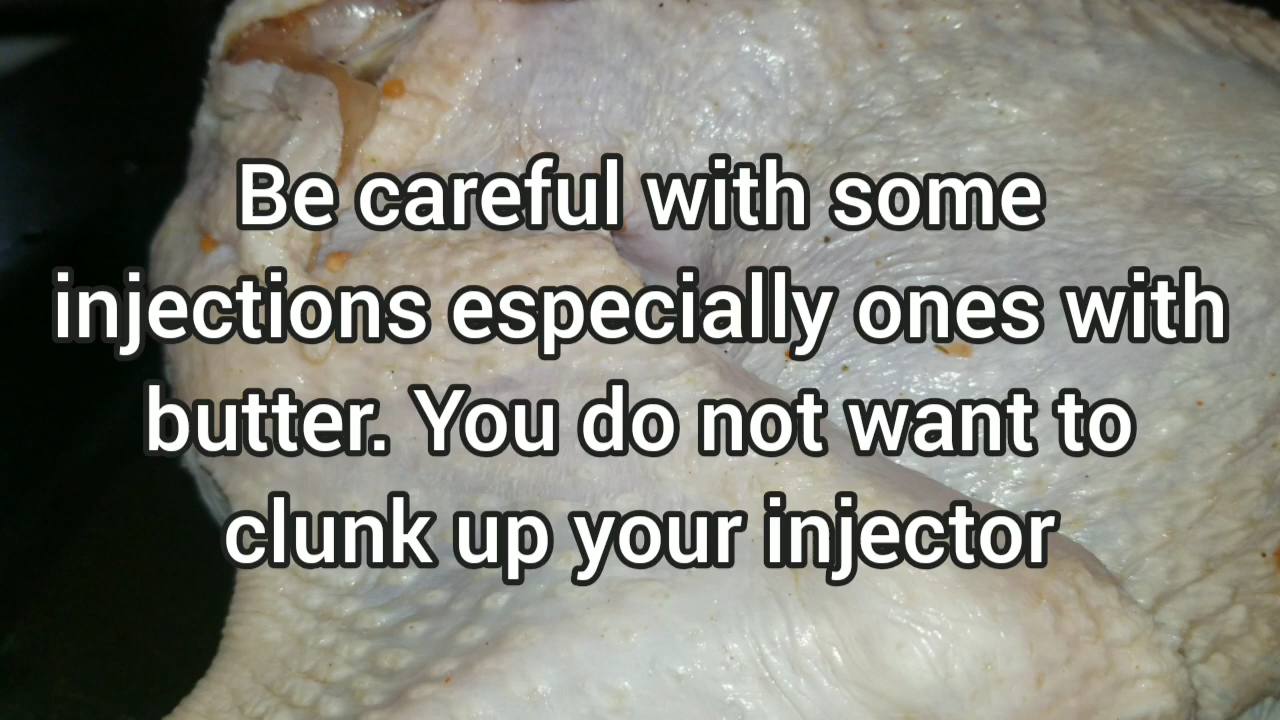 Be careful with some
injections especially ones with
butter. You do not want to
clunk up your injector